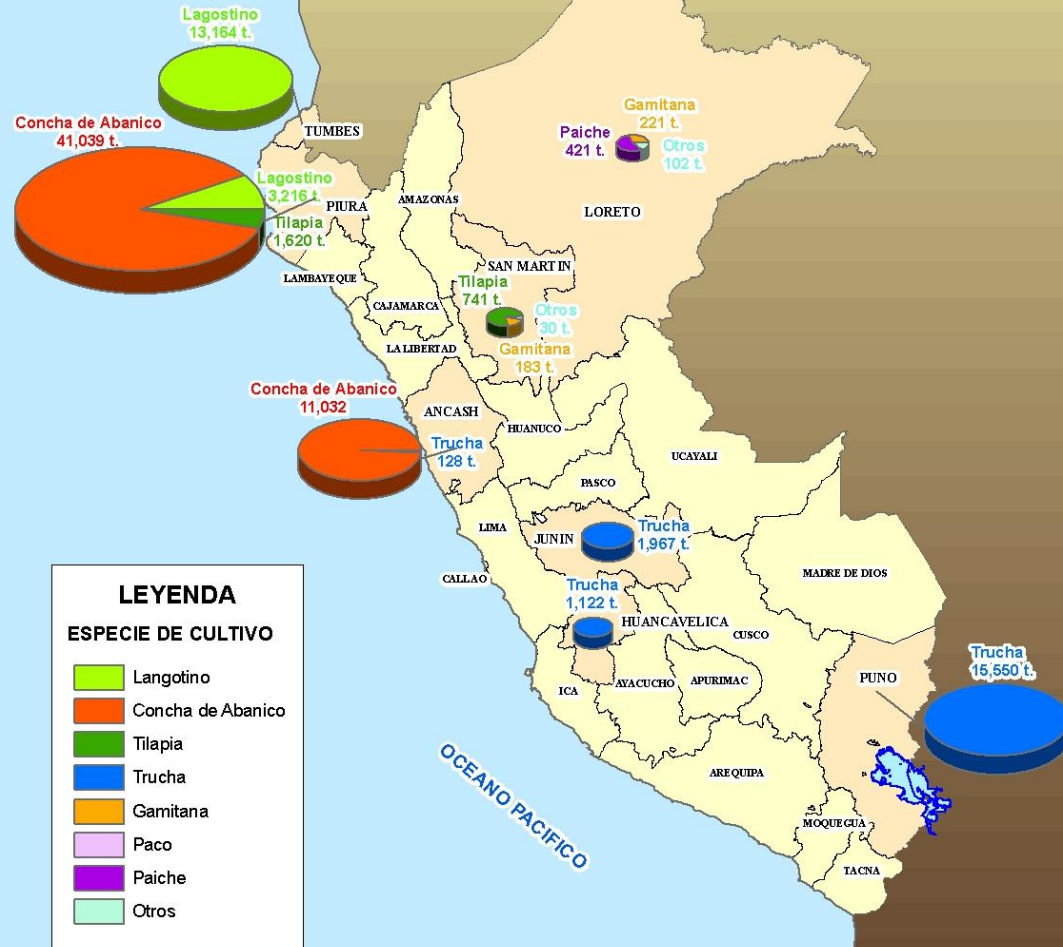 Lagostino
13,164 t.
Concha de Abanico
41,039 t.
Lagostino
3,216 t.
Tilapia
1,620 t.
TUMBES
PIURA
AMAZONAS
LAMBAYEQUE
CAJAMARCA
LA LIBERTAD
Gamitana
221 t.
Paiche
421 t.
Otros
102 t.
LORETO
SAN MARTIN
Tilapia
741 t.
Otros
30 t.
Gamitana
183 t.
Concha de Abanico
11,032
ANCASH
Trucha
128 t.
HUANUCO
UCAYALI
PASCO
LIMA
JUNIN
Trucha
1,967 t.
CALLAO
MADRE DE DIOS
Trucha
1,122 t.
HUANCAVELICA
CUSCO
ICA
AYACUCHO
APURIMAC
PUNO
Trucha
15,550 t.
AREQUIPA
MOQUEGUA
TACNA
OCEANO PACIFICO
LEYENDA
ESPECIE DE CULTIVO
Langotino
Concha de Abanico
Tilapia
Trucha
Gamitana
Paco
Paiche
Otros